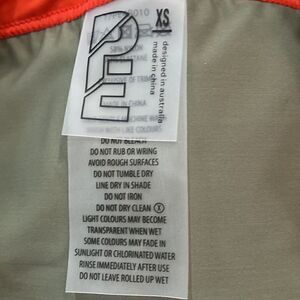 XS
designed in australia
made in china
PE
DO NOT BLEACH
DO NOT RUB OR WRING
AVOID ROUGH SURFACES
DO NOT TUMBLE DRY
LINE DRY IN SHADE
DO NOT IRON
DO NOT DRY CLEAN Ⓧ
LIGHT COLOURS MAY BECOME
TRANSPARENT WHEN WET
SOME COLOURS MAY FADE IN
SUNLIGHT OR CHLORINATED WATER
RINSE IMMEDIATELY AFTER USE
DO NOT LEAVE ROLLED UP WET